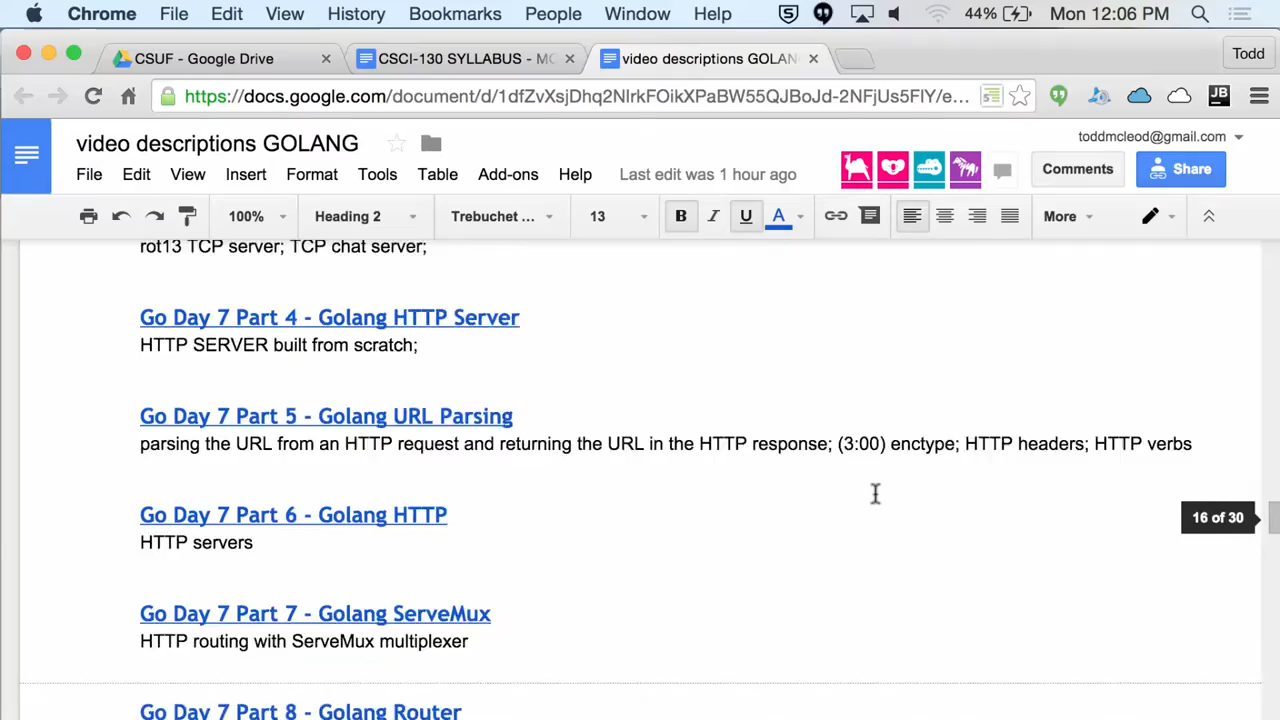 Chrome File Edit View History Bookmarks People Window Help 44% Mon 12:06 PM
CSUF - Google Drive CSCI-130 SYLLABUS - MC video descriptions GOLAN Todd
https://docs.google.com/document/d/1dfZvXsjDhq2NlrkFOikXPaBW55QJBoJd-2NFjUs5FlY/e... JB
video descriptions GOLANG toddmcleod@gmail.com
File Edit View Insert Format Tools Table Add-ons Help Last edit was 1 hour ago Comments Share
100% Heading 2 Trebuchet ... 13 B I U A More
rot13 TCP server; TCP chat server;
Go Day 7 Part 4 - Golang HTTP Server
HTTP SERVER built from scratch;
Go Day 7 Part 5 - Golang URL Parsing
parsing the URL from an HTTP request and returning the URL in the HTTP response; (3:00) enctype; HTTP headers; HTTP verbs
Go Day 7 Part 6 - Golang HTTP
16 of 30
HTTP servers
Go Day 7 Part 7 - Golang ServeMux
HTTP routing with ServeMux multiplexer
Go Day 7 Part 8 - Golang Router